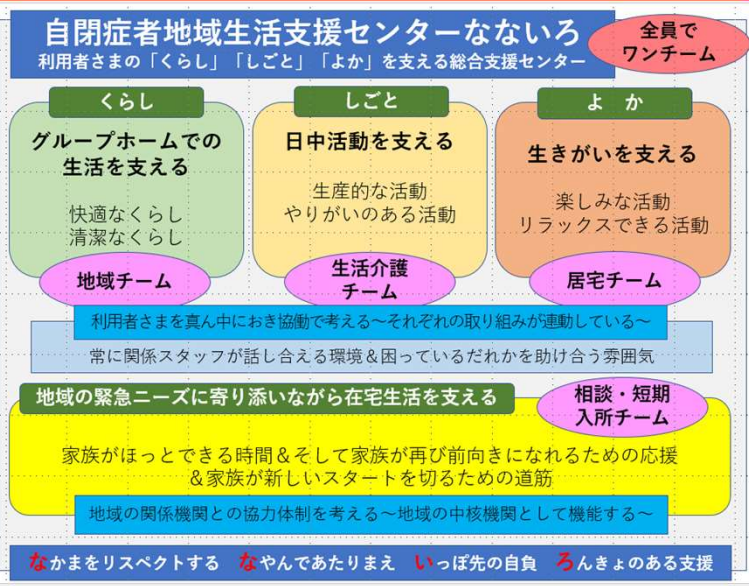 自閉症者地域生活支援センターなないろ
利用者さまの「くらし」「しごと」「よか」を支える総合支援センター
全員で
ワンチーム
くらし
グループホームでの
生活を支える
快適なくらし
清潔なくらし
地域チーム
しごと
日中活動を支える
生産的な活動
やりがいのある活動
生活介護
チーム
よ か
生きがいを支える
楽しみな活動
リラックスできる活動
居宅チーム
利用者さまを真ん中におき協働で考える～それぞれの取り組みが連動している～
常に関係スタッフが話し合える環境＆困っているだれかを助け合う雰囲気
地域の緊急ニーズに寄り添いながら在宅生活を支える
相談・短期
入所チーム
家族がほっとできる時間＆そして家族が再び前向きになれるための応援
＆家族が新しいスタートを切るための道筋
地域の関係機関との協力体制を考える～地域の中核機関として機能する～
なかまをリスペクトする なやんであたりまえ いっぽ先の自負 ろんきょのある支援